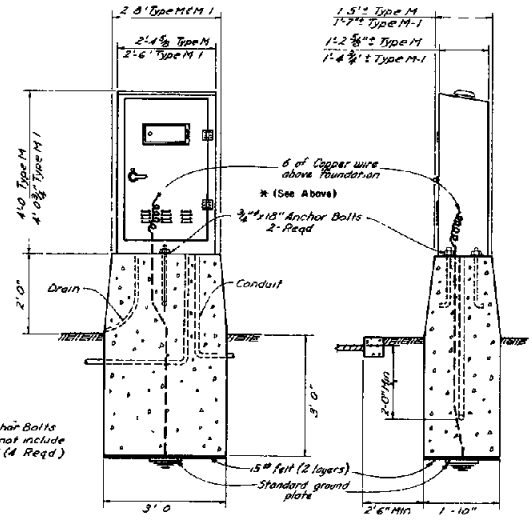 2'8" Type M & M-1
2'-4 5/8" Type M
2'-6" Type M-1
1'5"± Type M
1'-7"± Type M-1
1'-2 5/8"± Type M
1'-4 3/4"± Type M-1
4'-0 Type M
4'-0 3/4" Type M-1
6 of Copper wire
above foundation
* (See Above)
3/4"ø x 18" Anchor Bolts
2-Reqd
2'0"
Drain
Conduit
3'0"
2'-0" Min
Bolts
not include
(4 Reqd)
15# felt (2 layers)
Standard ground
plate
3'0
2'6" Min
1'-10"